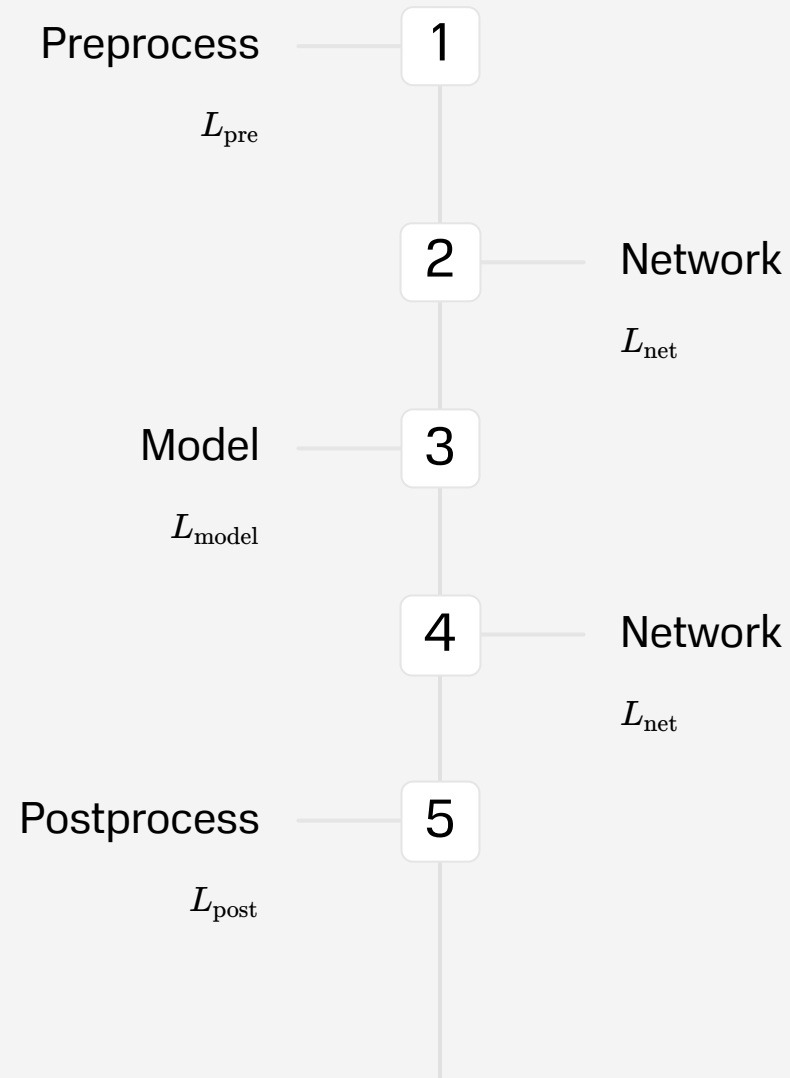 Preprocess
1
L_pre
2
Network
L_net
Model
3
L_model
4
Network
L_net
Postprocess
5
L_post